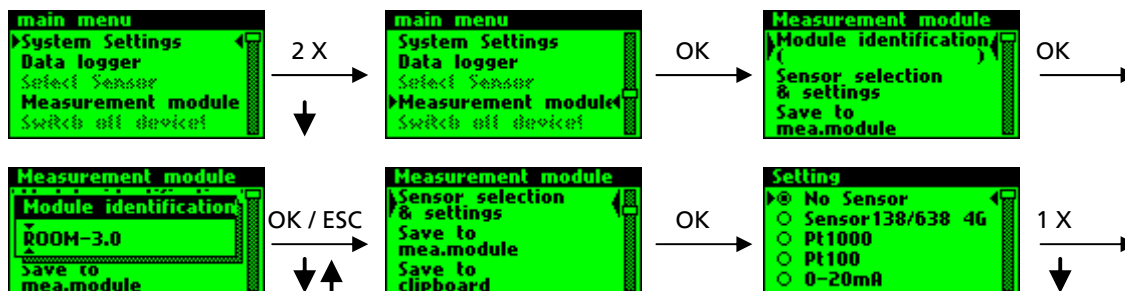 main menu
System Settings
Data logger
Select Sensor
Measurement module
Switch off device!
2 X
main menu
System Settings
Data logger
Select Sensor
Measurement module
Switch off device!
OK
Measurement module
Module identification
( )
Sensor selection
& settings
Save to
mea.module
OK
Measurement module
Module identification
ROOM-3.0
Save to
mea.module
OK / ESC
Measurement module
Sensor selection
& settings
Save to
mea.module
Save to
clipboard
OK
Setting
No Sensor
Sensor138/638 4G
Pt1000
Pt100
0-20mA
1 X